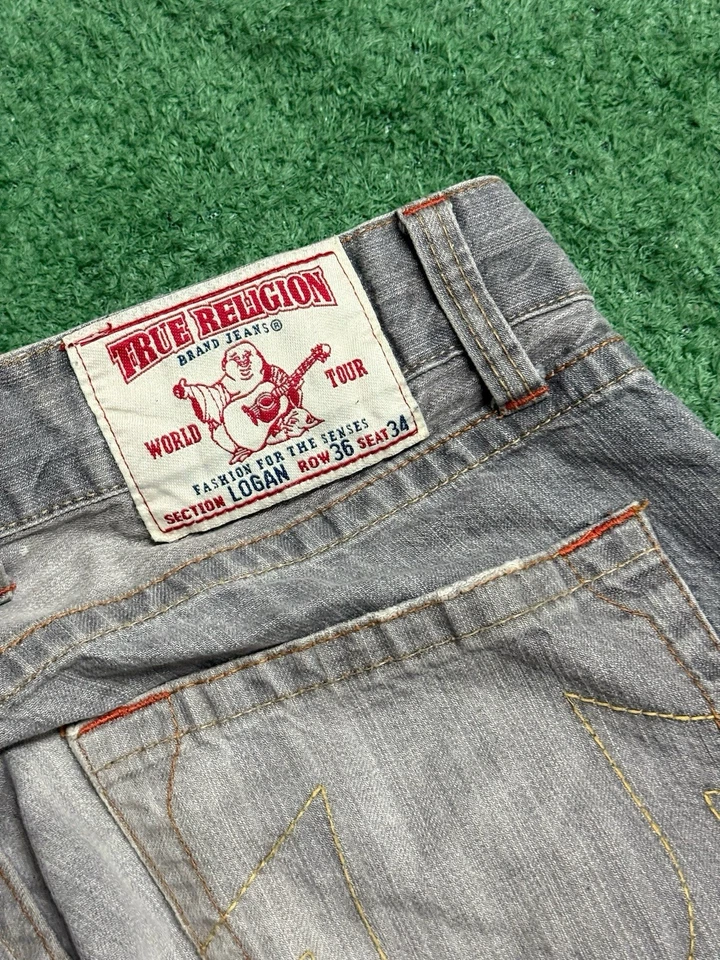 TRUE RELIGION
BRAND JEANS®
WORLD TOUR
FASHION FOR THE SENSES
SECTION LOGAN ROW 36 SEAT 34